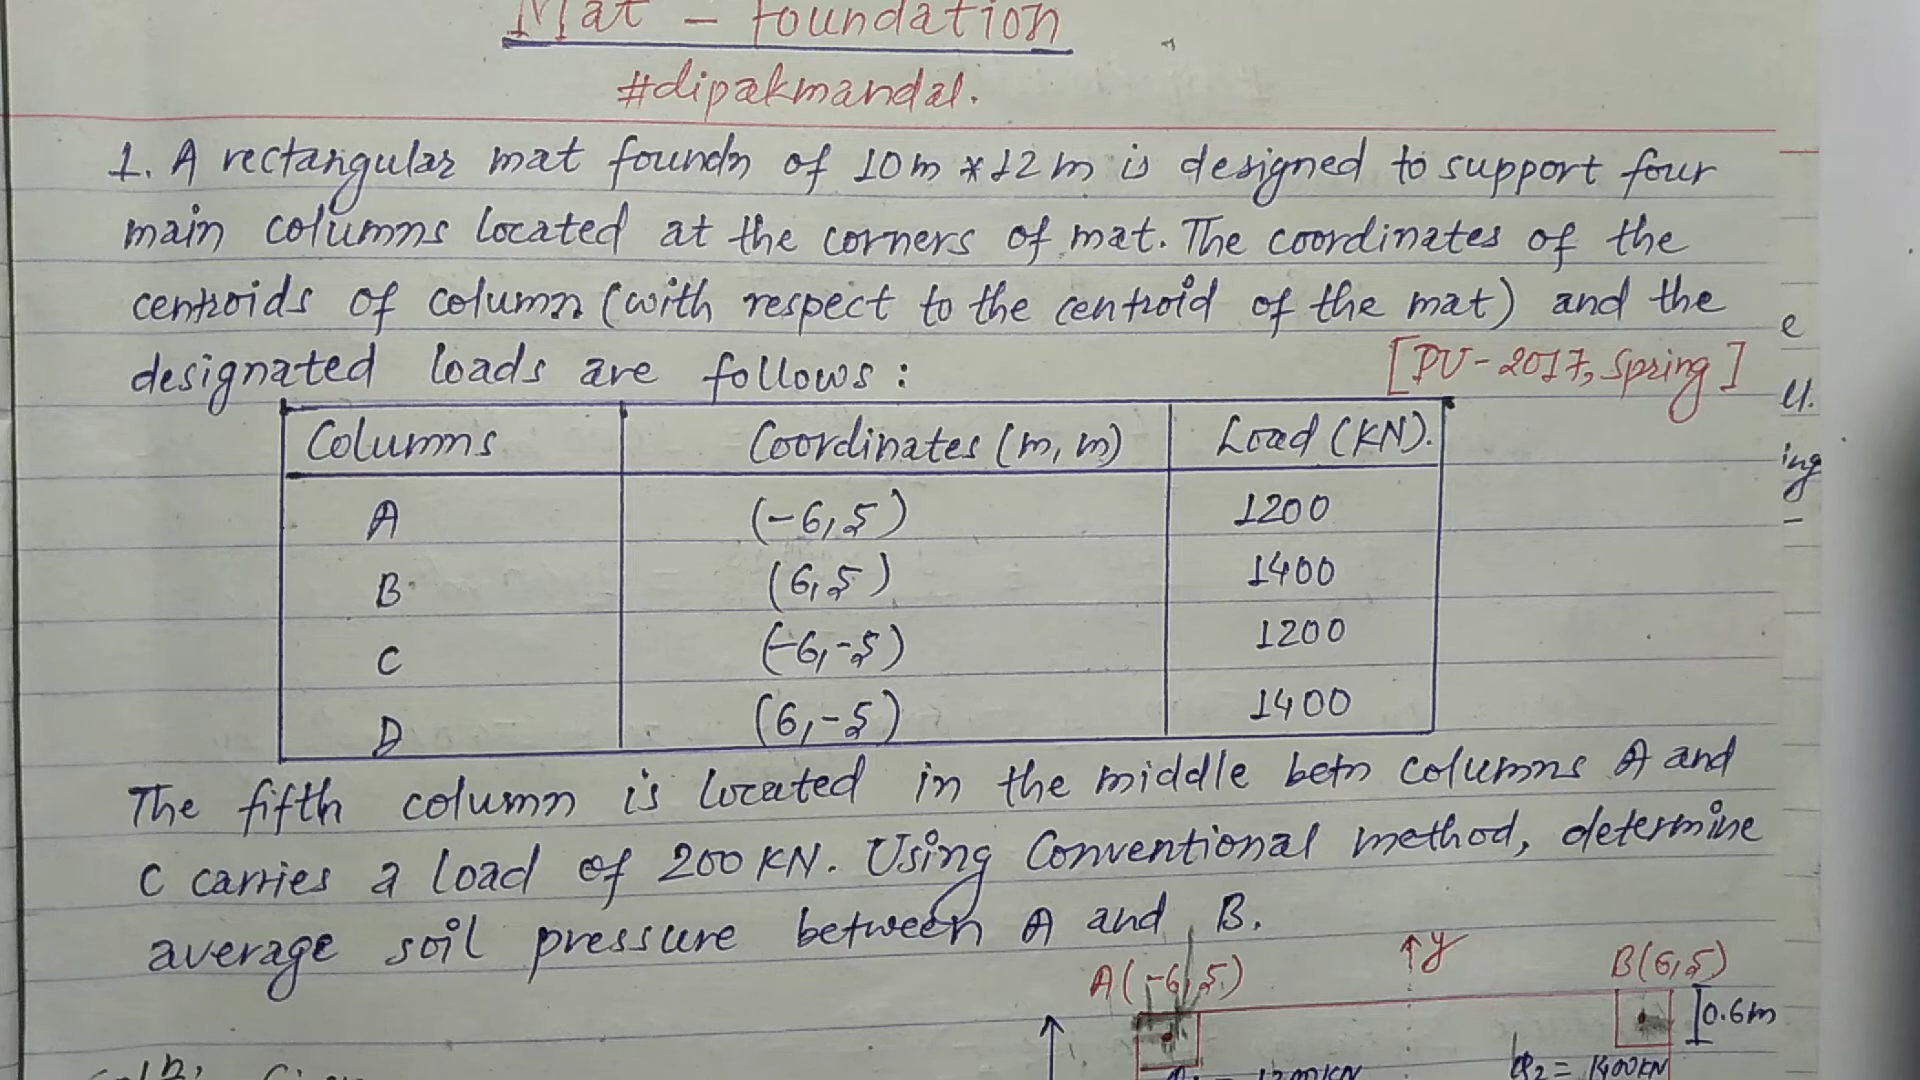 Mat - foundation
#dipakmandal.
1. A rectangular mat foundn of 10m * 12m is designed to support four
main columns located at the corners of mat. The coordinates of the
centroids of column (with respect to the centroid of the mat) and the
designated loads are follows :
[PU-2017, Spring]
Columns Coordinates (m, m) Load (KN).
A (-6,5) 1200
B (6,5) 1400
C (-6,-5) 1200
D (6,-5) 1400
The fifth column is located in the middle betn columns A and
C carries a load of 200 KN. Using Conventional method, determine
average soil pressure between A and B.
A(-6,5) ↑y B(6,5)
0.6m
= 1200KN Q2 = 1400KN
e
ll.
ing